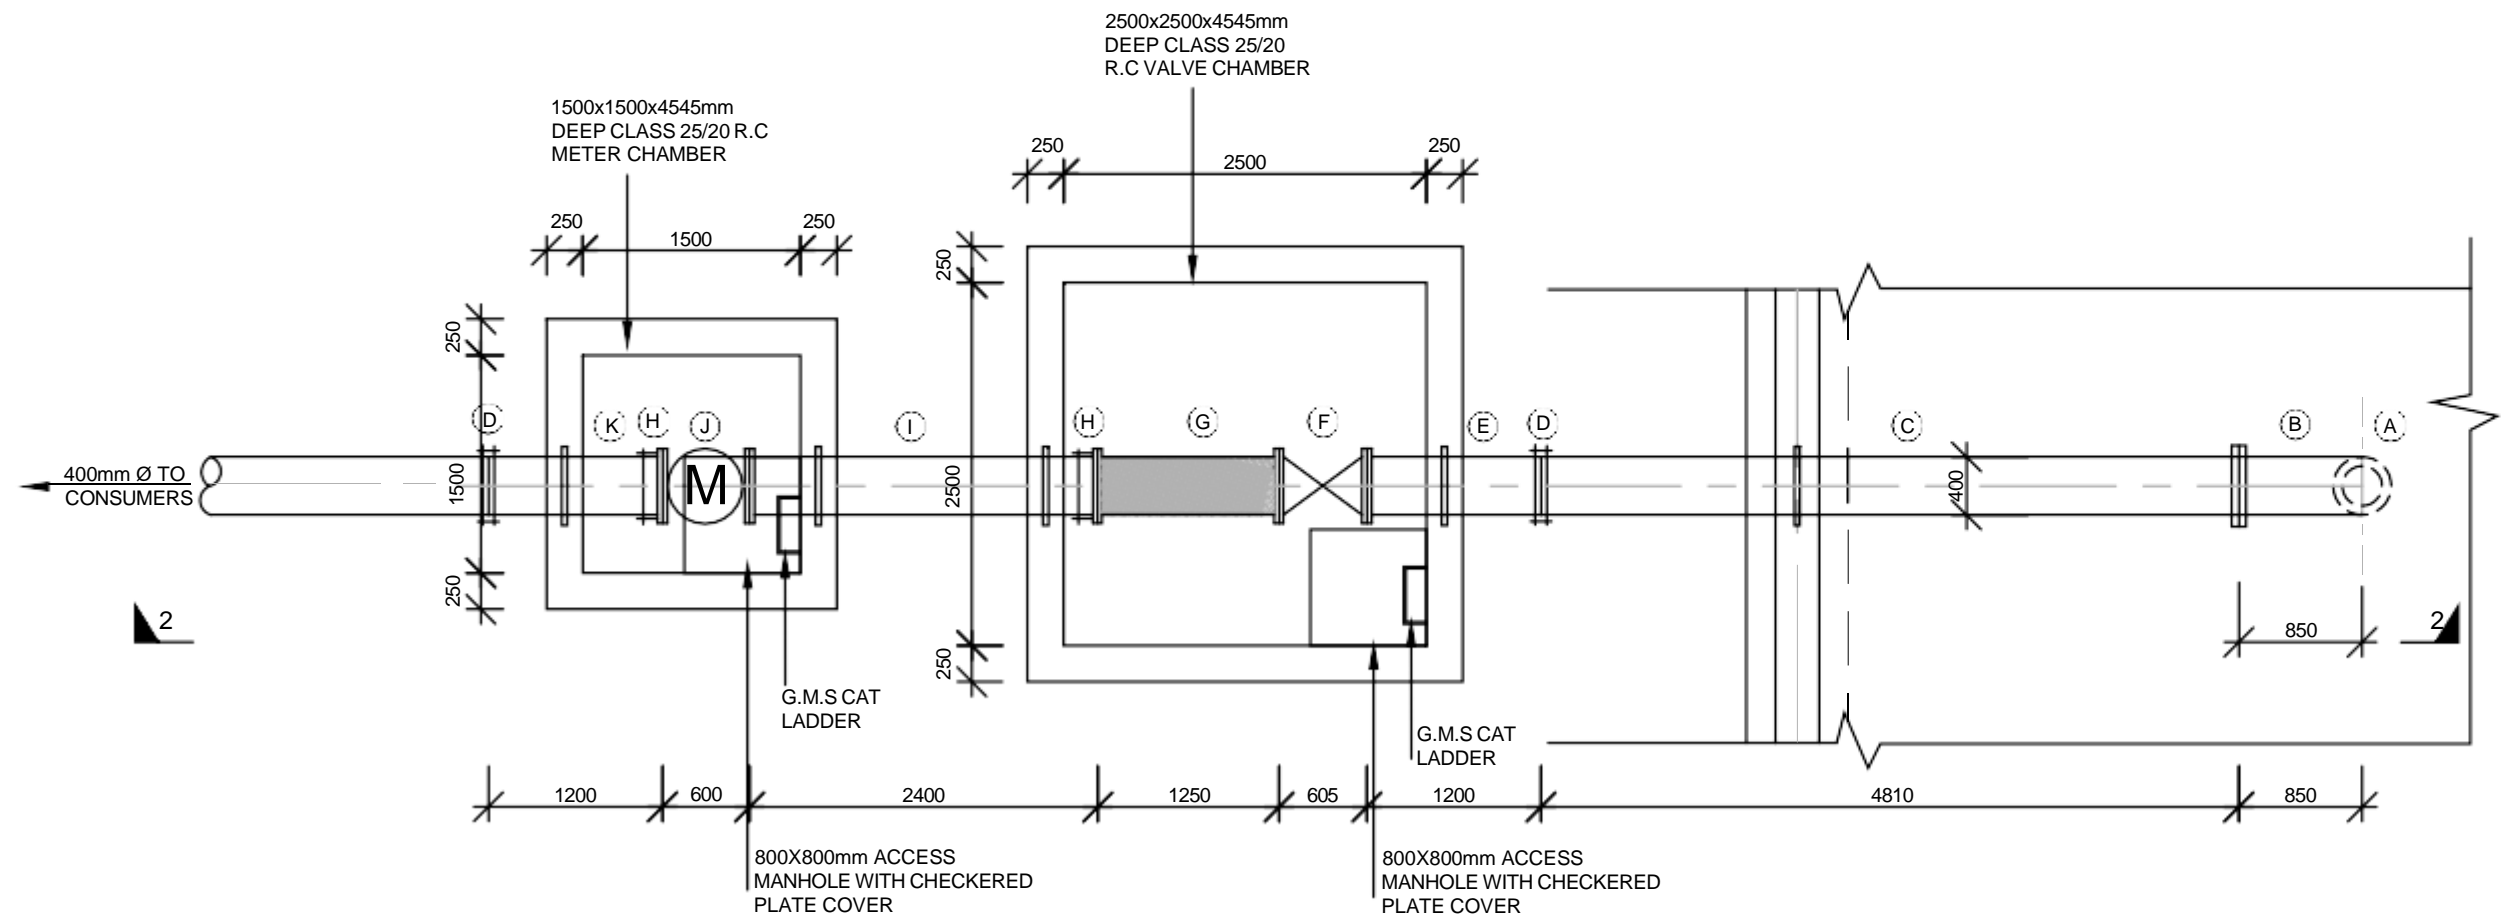 2500x2500x4545mm
DEEP CLASS 25/20
R.C VALVE CHAMBER
1500x1500x4545mm
DEEP CLASS 25/20 R.C
METER CHAMBER
250
2500
250
250
1500
250
250
250
D
K
H
J
I
H
G
F
E
D
C
B
A
400mm Ø TO
CONSUMERS
1500
M
2500
400
250
250
2
2
850
G.M.S CAT
LADDER
G.M.S CAT
LADDER
1200
600
2400
1250
605
1200
4810
850
800X800mm ACCESS
MANHOLE WITH CHECKERED
PLATE COVER
800X800mm ACCESS
MANHOLE WITH CHECKERED
PLATE COVER